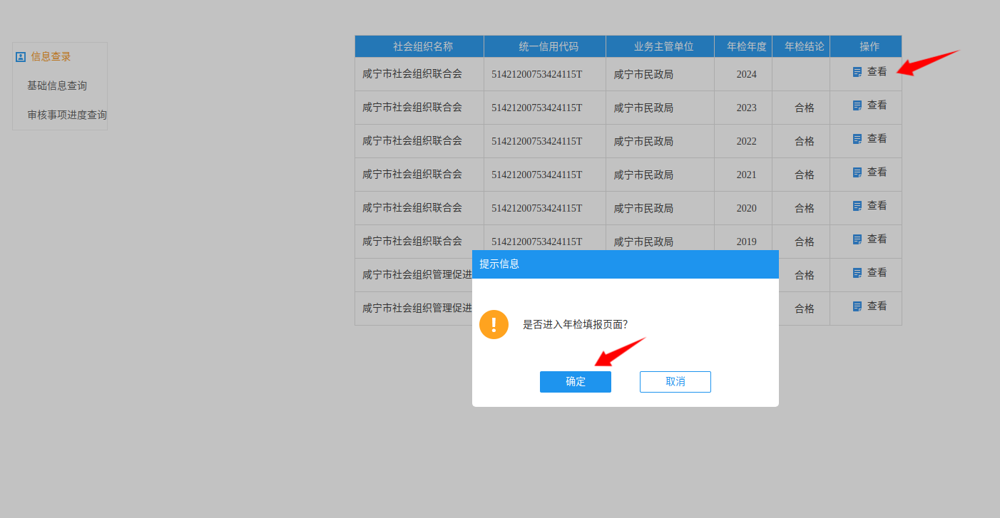 信息查录
基础信息查询
审核事项进度查询
社会组织名称 统一信用代码 业务主管单位 年检年度 年检结论 操作
咸宁市社会组织联合会 51421200753424115T 咸宁市民政局 2024 查看
咸宁市社会组织联合会 51421200753424115T 咸宁市民政局 2023 合格 查看
咸宁市社会组织联合会 51421200753424115T 咸宁市民政局 2022 合格 查看
咸宁市社会组织联合会 51421200753424115T 咸宁市民政局 2021 合格 查看
咸宁市社会组织联合会 51421200753424115T 咸宁市民政局 2020 合格 查看
咸宁市社会组织联合会 51421200753424115T 咸宁市民政局 2019 合格 查看
咸宁市社会组织管理促进 合格 查看
咸宁市社会组织管理促进 合格 查看
提示信息
是否进入年检填报页面?
确定 取消